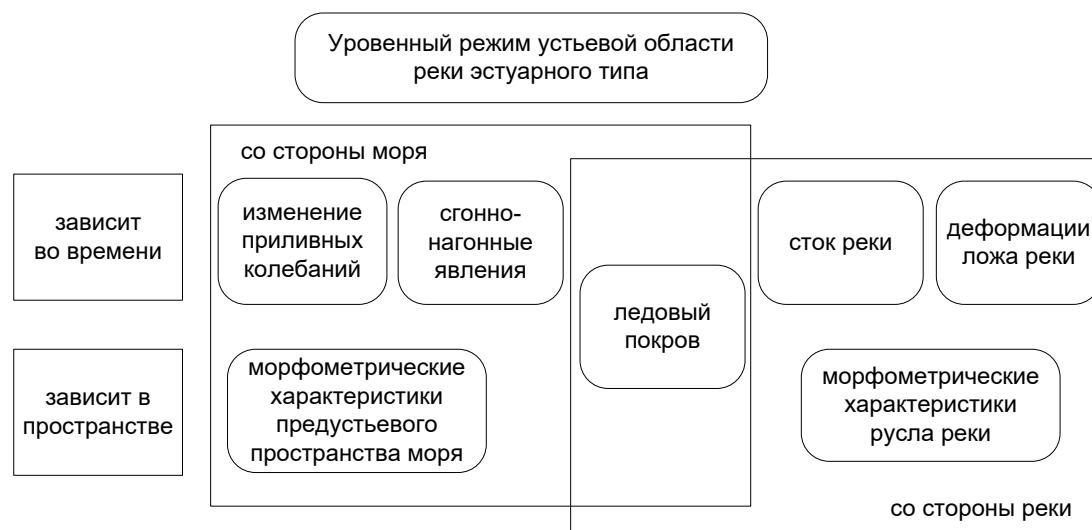 Уровенный режим устьевой области
реки эстуарного типа
со стороны моря
зависит
во времени
изменение
приливных
колебаний
сгонно-
нагонные
явления
сток реки
деформации
ложа реки
ледовый
покров
зависит в
пространстве
морфометрические
характеристики
предустьевого
пространства моря
морфометрические
характеристики
русла реки
со стороны реки